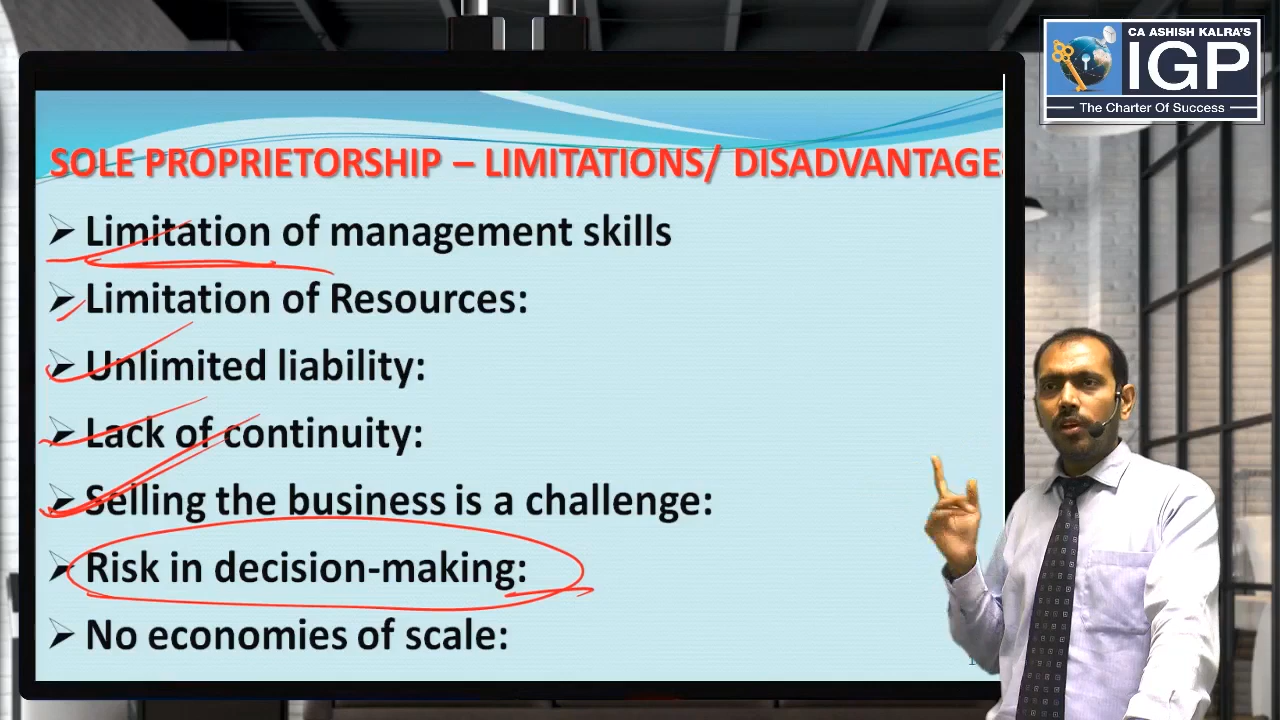 CA ASHISH KALRA'S
IGP
The Charter Of Success
SOLE PROPRIETORSHIP – LIMITATIONS/ DISADVANTAGE
➢ Limitation of management skills
➢ Limitation of Resources:
➢ Unlimited liability:
➢ Lack of continuity:
➢ Selling the business is a challenge:
➢ Risk in decision-making:
➢ No economies of scale: